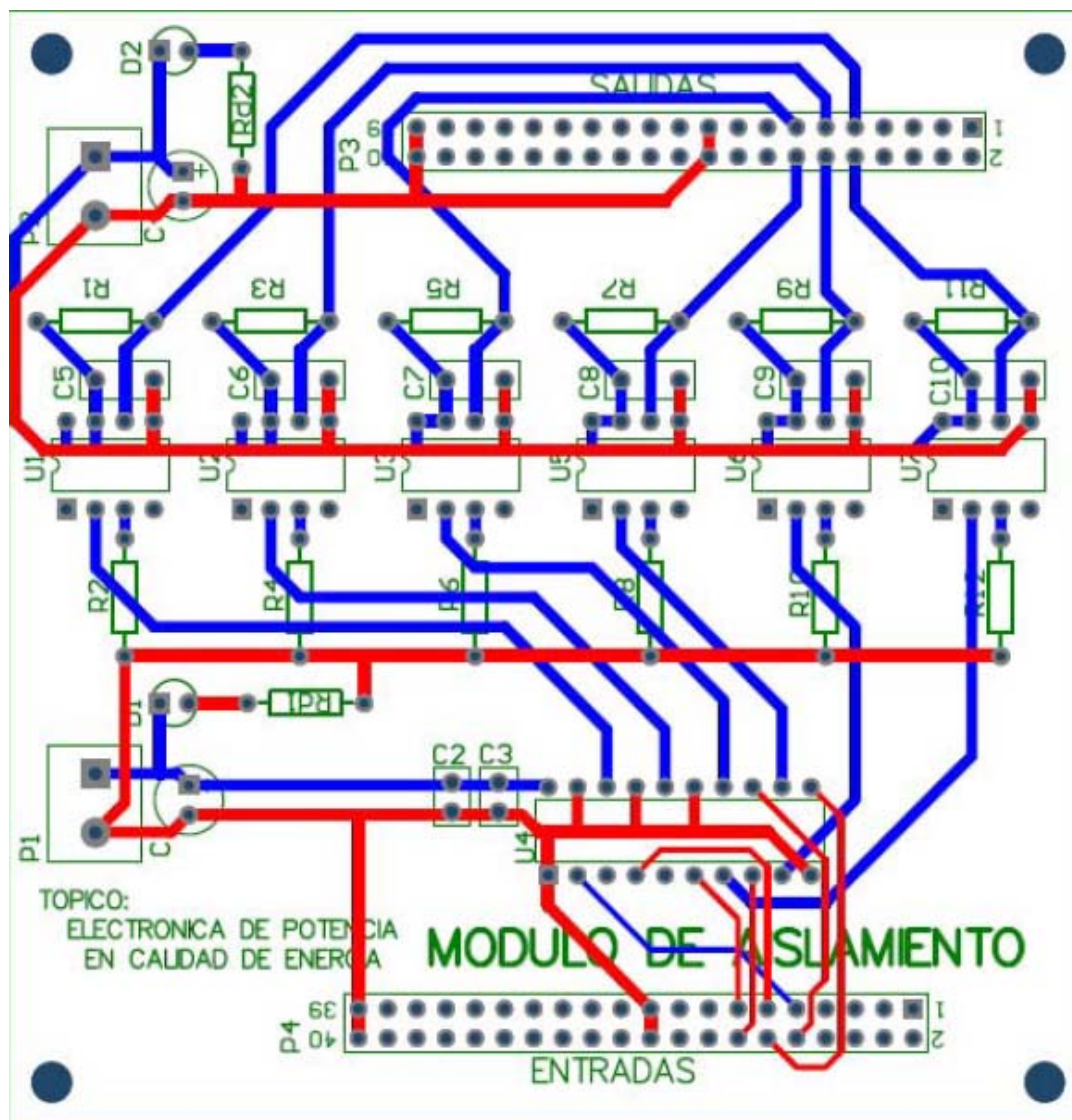 D2
Rd2
SALIDAS
P3
9
0
1
2
+
C
P2
R1
R3
R5
R7
R9
R11
C5
C6
C7
C8
C9
C10
U1
U2
U3
U5
U6
R2
R4
R6
R8
R10
R12
D1
Rd1
C2
C3
P1
C
U4
TOPICO:
ELECTRONICA DE POTENCIA
EN CALIDAD DE ENERGIA
MODULO DE AISLAMIENTO
P4
39
40
1
2
ENTRADAS